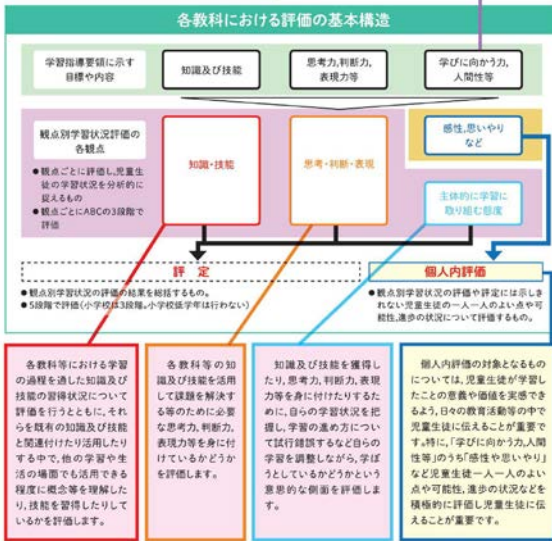 各教科における評価の基本構造
学習指導要領に示す
目標や内容
知識及び技能
思考力,判断力,
表現力等
学びに向かう力,
人間性等
観点別学習状況評価の
各観点
●観点ごとに評価し,児童生
徒の学習状況を分析的に
捉えるもの
●観点ごとにABCの3段階で
評価
知識・技能
思考・判断・表現
感性,思いやり
など
主体的に学習に
取り組む態度
評 定
●観点別学習状況の評価の結果を総括するもの。
●5段階で評価(小学校は3段階。小学校低学年は行わない)
個人内評価
●観点別学習状況の評価や評定には示しき
れない児童生徒の一人一人のよい点や可
能性,進歩の状況について評価するもの。
各教科等における学習
の過程を通した知識及び
技能の習得状況について
評価を行うとともに,それ
らを既有の知識及び技能
と関連付けたり活用したり
する中で,他の学習や生
活の場面でも活用できる
程度に概念等を理解した
り,技能を習得したりして
いるかを評価します。
各教科等の知
識及び技能を活用し
て課題を解決す
る等のために必要
な思考力,判断力,
表現力等を身に付
けているかどうか
を評価します。
知識及び技能を獲得し
たり,思考力,判断力,表現
力等を身に付けたりするた
めに,自らの学習状況を把
握し,学習の進め方につい
て試行錯誤するなど自らの
学習を調整しながら,学ぼ
うとしているかどうかという
意思的な側面を評価しま
す。
個人内評価の対象となるもの
については,児童生徒が学習し
たことの意義や価値を実感でき
るよう,日々の教育活動等の中で
児童生徒に伝えることが重要で
す。特に,「学びに向かう力,人間
性等」のうち「感性や思いやり」
など児童生徒一人一人のよい
点や可能性,進歩の状況などを
積極的に評価し児童生徒に伝
えることが重要です。